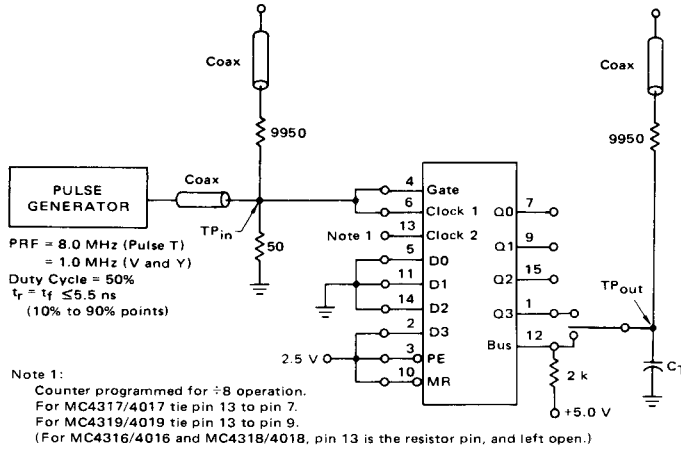 Coax
Coax
9950
9950
PULSE
GENERATOR
Coax
TPin
50
PRF = 8.0 MHz (Pulse T)
= 1.0 MHz (V and Y)
Duty Cycle = 50%
tr = tf ≤5.5 ns
(10% to 90% points)
4 Gate
6 Clock 1
Note 1 13 Clock 2
5 D0
11 D1
14 D2
2 D3
2.5 V 3 PE
10 MR
Q0 7
Q1 9
Q2 15
Q3 1
Bus 12
TPout
2 k
+5.0 V
CT
Note 1:
Counter programmed for ÷8 operation.
For MC4317/4017 tie pin 13 to pin 7.
For MC4319/4019 tie pin 13 to pin 9.
(For MC4316/4016 and MC4318/4018, pin 13 is the resistor pin, and left open.)